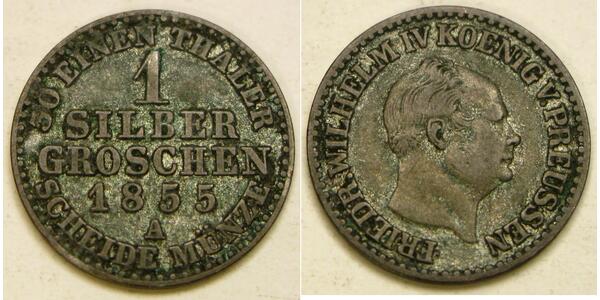 30 EINEN THALER
1
SILBER
GROSCHEN
1855
A
SCHEIDE MÜNZE
FRIEDR. WILHELM IV KOENIG V. PREUSSEN